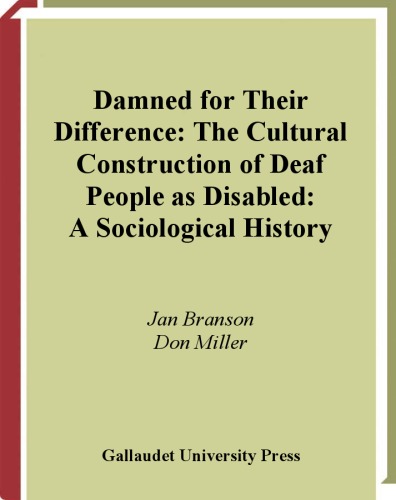 Damned for Their
Difference: The Cultural
Construction of Deaf
People as Disabled:
A Sociological History
Jan Branson
Don Miller
Gallaudet University Press